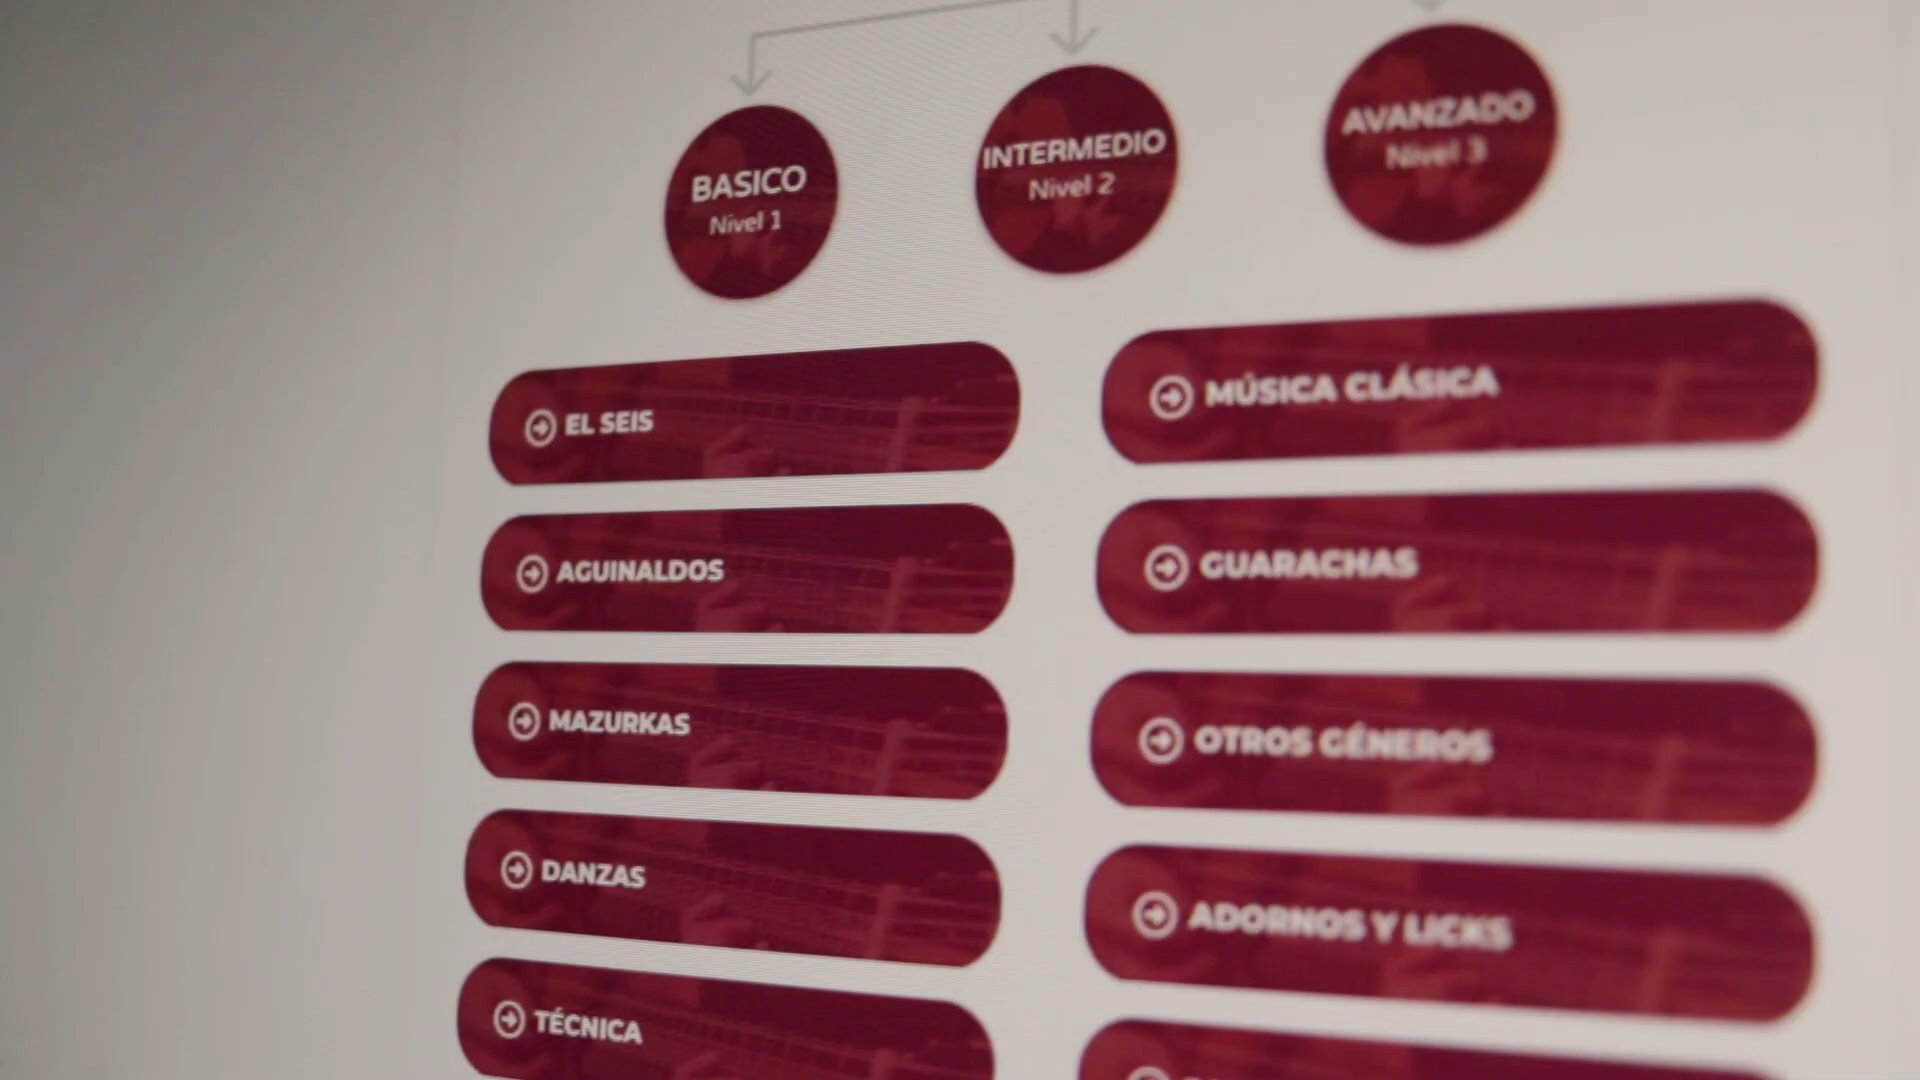 BASICO
Nivel 1
INTERMEDIO
Nivel 2
AVANZADO
Nivel 3
EL SEIS
AGUINALDOS
MAZURKAS
DANZAS
TÉCNICA
MÚSICA CLÁSICA
GUARACHAS
OTROS GÉNEROS
ADORNOS Y LICKS